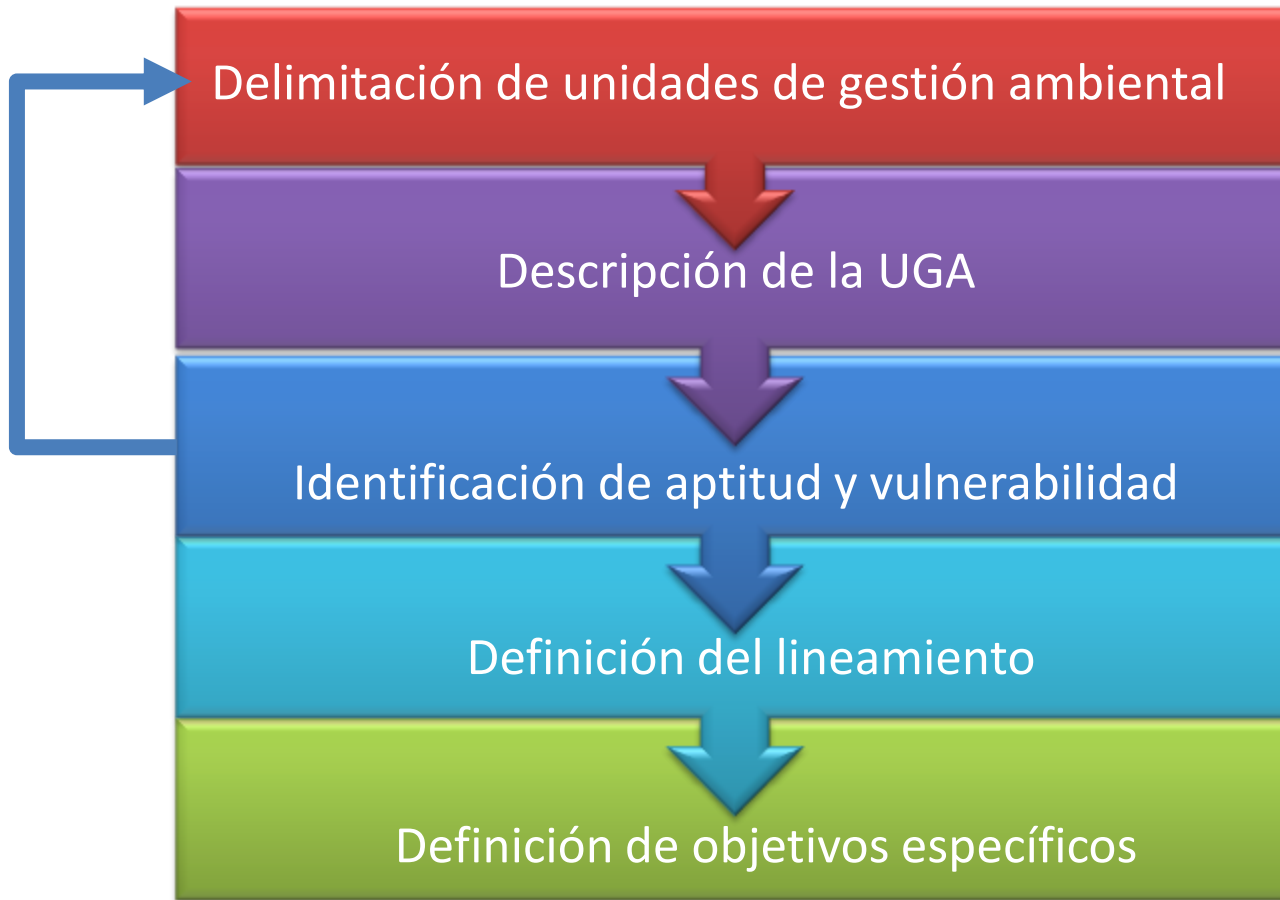 Delimitación de unidades de gestión ambiental
Descripción de la UGA
Identificación de aptitud y vulnerabilidad
Definición del lineamiento
Definición de objetivos específicos